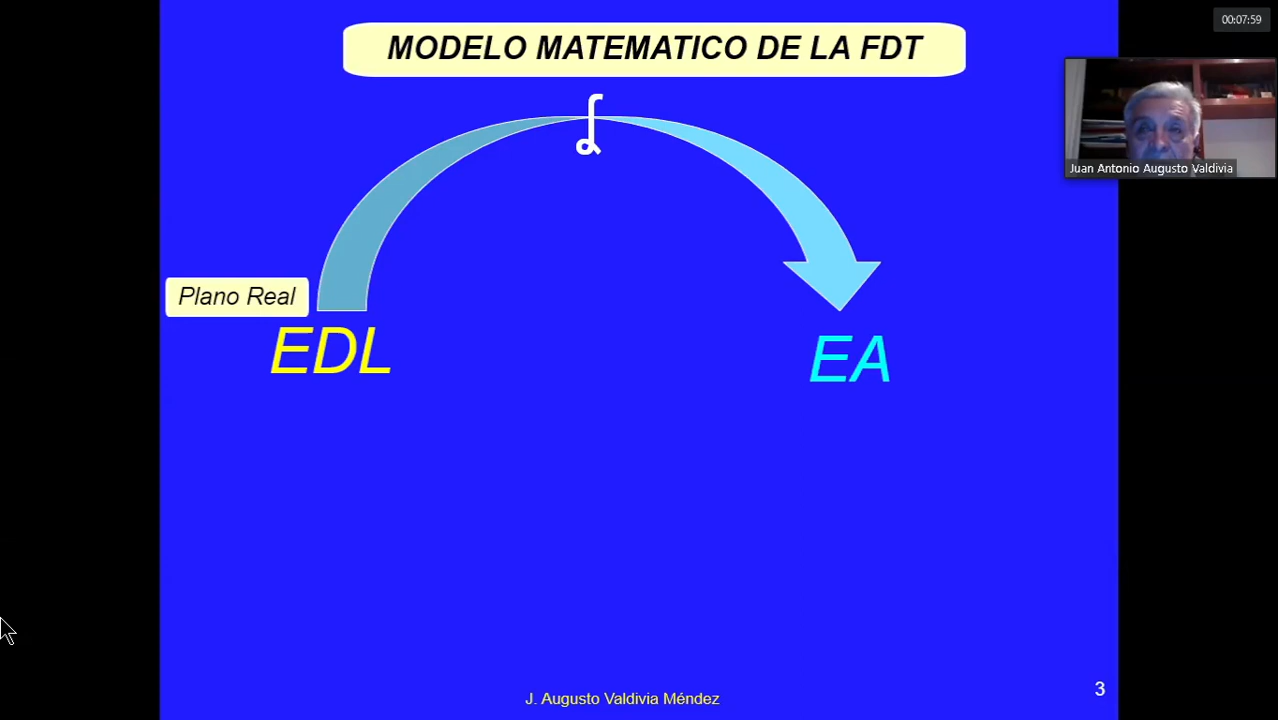 00:07:59
MODELO MATEMATICO DE LA FDT
ℒ
Juan Antonio Augusto Valdivia
Plano Real
EDL
EA
J. Augusto Valdivia Méndez
3